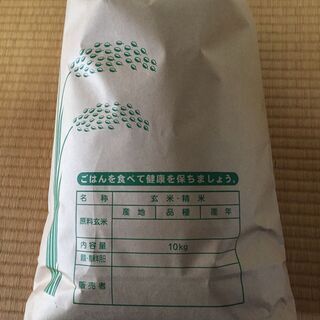 ごはんを食べて健康を保ちましょう。
名 称 玄米・精米
原料玄米 産地 品種 産年
内容量 10kg
販売者